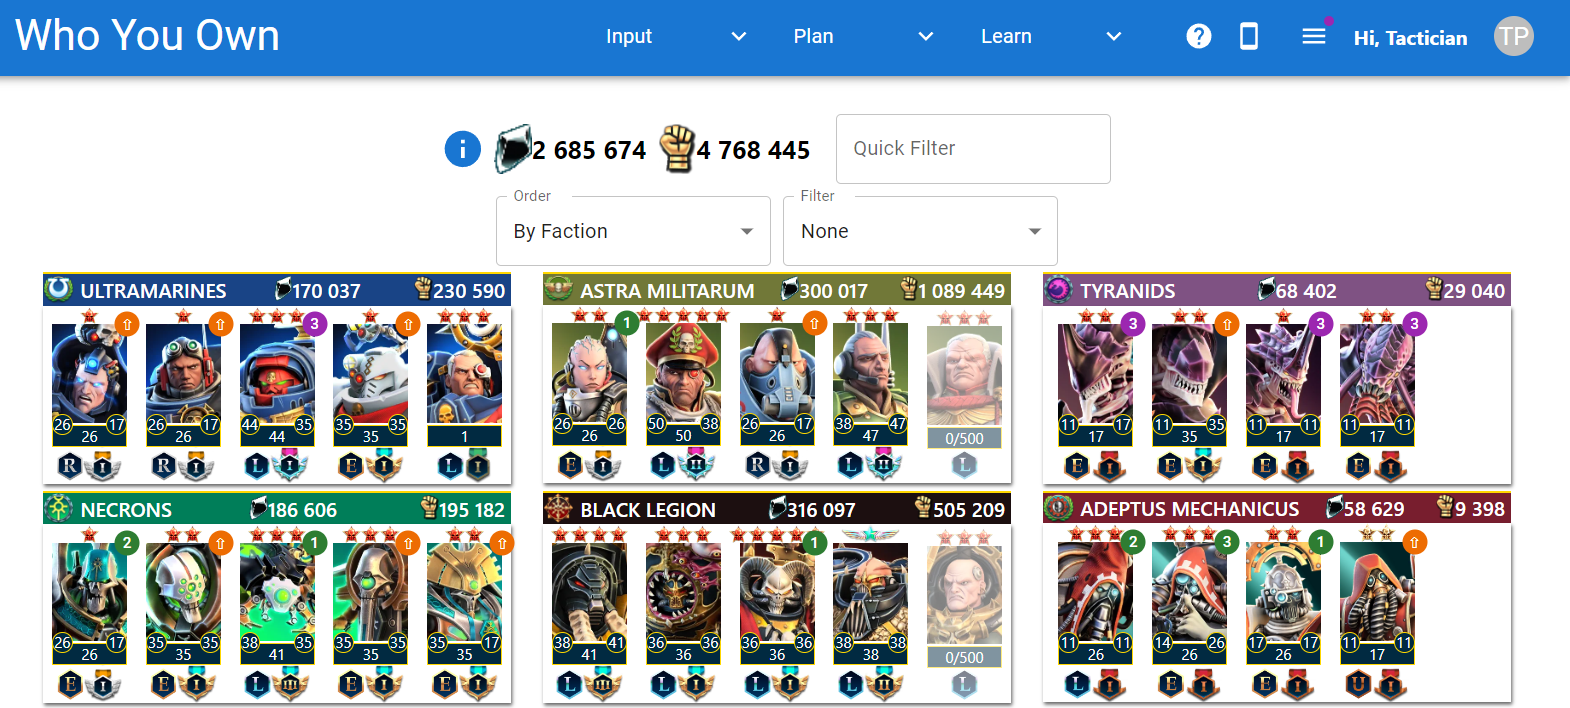 Who You Own
Input Plan Learn ? Hi, Tactician TP
i 2 685 674 4 768 445 Quick Filter
Order Filter
By Faction None
ULTRAMARINES 170 037 230 590
3
26 17 26 17 44 35 35 35
26 26 44 35 1
R I R I L I E I L I
ASTRA MILITARUM 300 017 1 089 449
1
26 26 50 38 26 17 38 47
26 50 26 47 0/500
E I L II R I L II L
TYRANIDS 68 402 29 040
3 3 3
11 17 11 35 11 11 11 11
17 35 17 17
E I E I E I E I
NECRONS 186 606 195 182
2 1
26 17 35 35 38 35 35 35 35 17
26 35 41 35 35
E I E I L III E I E I
BLACK LEGION 316 097 505 209
1
38 41 36 36 36 36 38 38
41 36 36 38 0/500
L III L I L I L II L
ADEPTUS MECHANICUS 58 629 9 398
2 3 1
11 11 14 26 17 17 11 11
26 26 26 17
L I E I E I U I